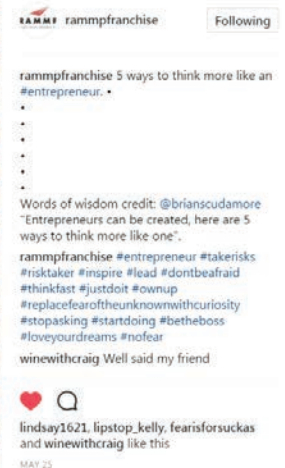 RAMMP rammpfranchise Following
rammpfranchise 5 ways to think more like an
#entrepreneur. •
•
•
•
•
•
•
Words of wisdom credit: @brianscudamore
"Entrepreneurs can be created, here are 5
ways to think more like one".
rammpfranchise #entrepreneur #takerisks
#risktaker #inspire #lead #dontbeafraid
#thinkfast #justdoit #ownup
#replacefearoftheunknownwithcuriosity
#stopasking #startdoing #betheboss
#loveyourdreams #nofear
winewithcraig Well said my friend
lindsay1621, lipstop_kelly, fearisforsuckas
and winewithcraig like this
MAY 25